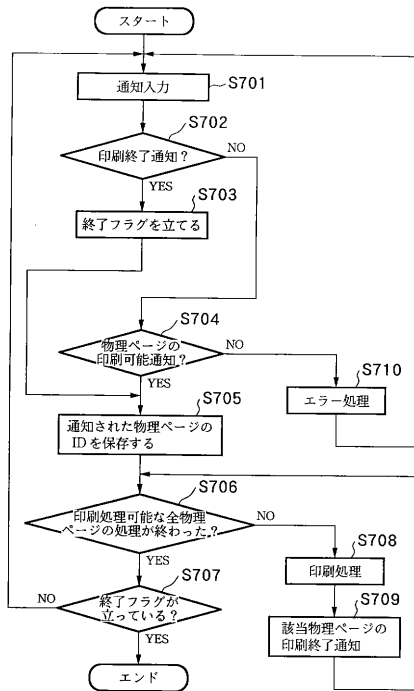 スタート
通知入力
S701
S702
印刷終了通知?
NO
YES
S703
終了フラグを立てる
S704
物理ページの
印刷可能通知?
NO
YES
S710
エラー処理
S705
通知された物理ページの
IDを保存する
S706
印刷処理可能な全物理
ページの処理が終わった?
NO
YES
S708
印刷処理
S707
終了フラグが
立っている?
NO
YES
S709
該当物理ページの
印刷終了通知
エンド